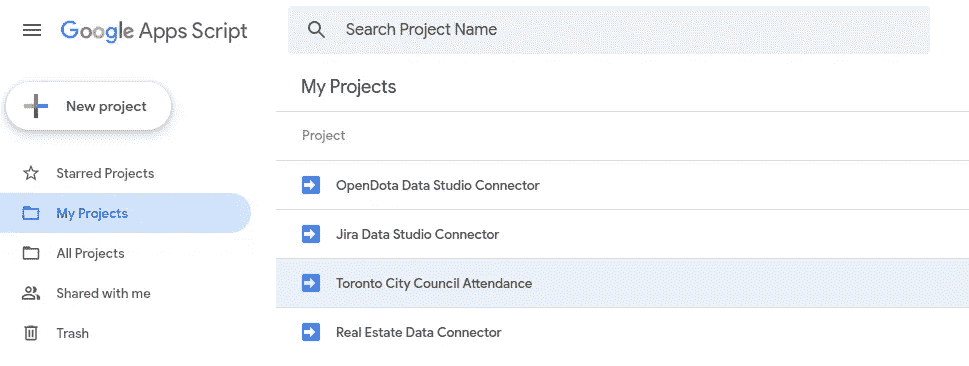 Google Apps Script
Search Project Name
New project
Starred Projects
My Projects
All Projects
Shared with me
Trash
My Projects
Project
OpenDota Data Studio Connector
Jira Data Studio Connector
Toronto City Council Attendance
Real Estate Data Connector